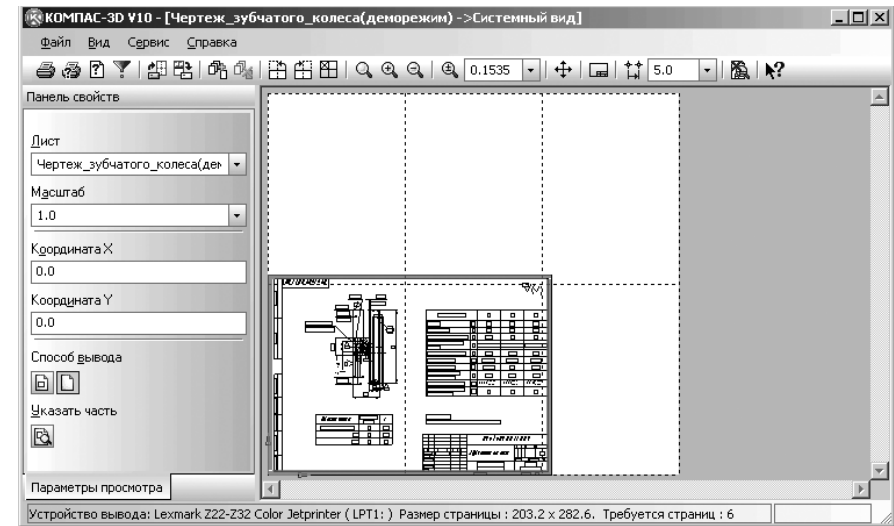 КОМПАС-3D V10 - [Чертеж_зубчатого_колеса(деморежим) ->Системный вид]
Файл Вид Сервис Справка
0.1535 5.0
Панель свойств
Лист
Чертеж_зубчатого_колеса(ден
Масштаб
1.0
Координата X
0.0
Координата Y
0.0
Способ вывода
Указать часть
Параметры просмотра
Устройство вывода: Lexmark Z22-Z32 Color Jetprinter ( LPT1: ) Размер страницы : 203.2 x 282.6. Требуется страниц : 6